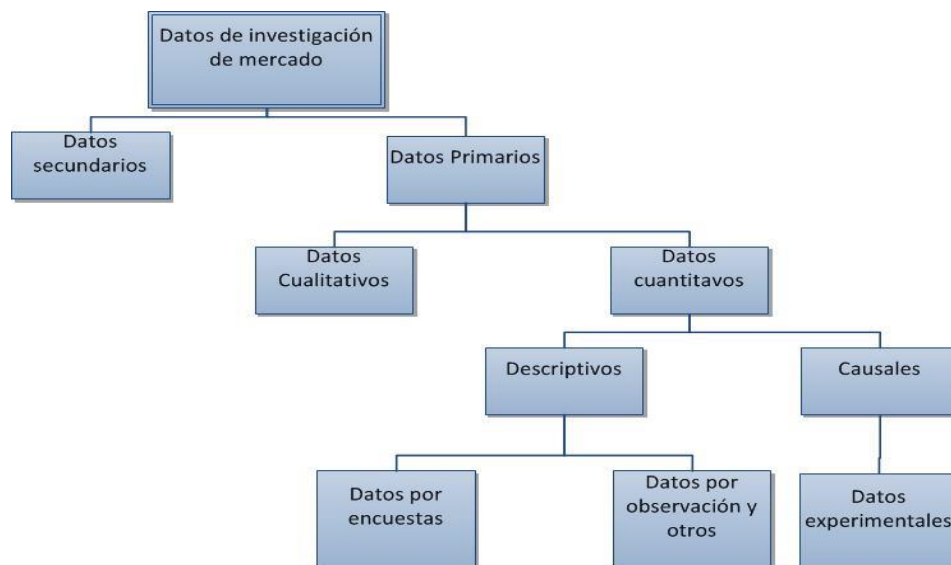 Datos de investigación
de mercado
Datos
secundarios
Datos Primarios
Datos
Cualitativos
Datos
cuantitavos
Descriptivos
Causales
Datos por
encuestas
Datos por
observación y
otros
Datos
experimentales